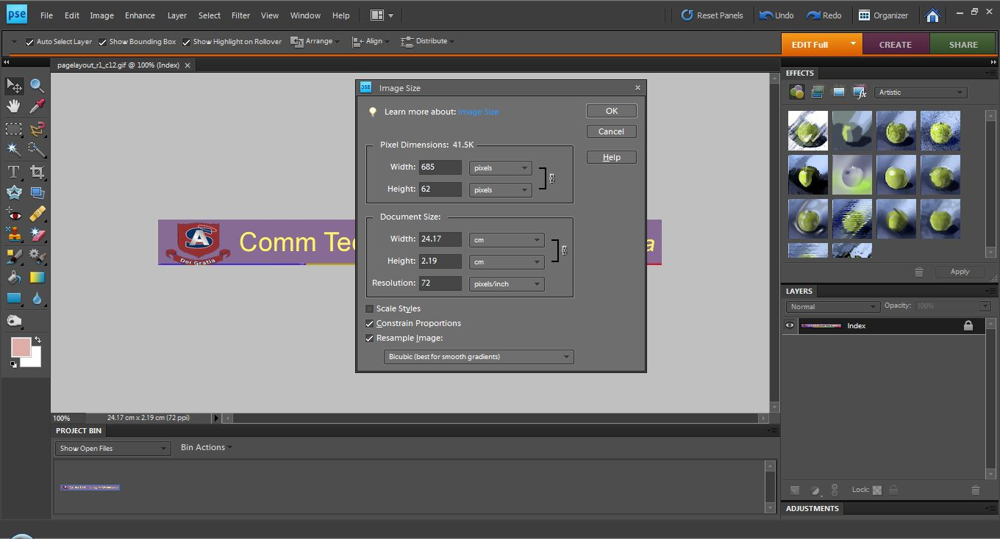 pse File Edit Image Enhance Layer Select Filter View Window Help Reset Panels Undo Redo Organizer
Auto Select Layer Show Bounding Box Show Highlight on Rollover Arrange Align Distribute EDIT Full CREATE SHARE
pagelayout_r1_c12.gif @ 100% (Index)
EFFECTS
Artistic
Apply
PSE Image Size
Learn more about: Image Size
OK
Cancel
Help
Pixel Dimensions: 41.5K
Width: 685 pixels
Height: 62 pixels
Document Size:
Width: 24.17 cm
Height: 2.19 cm
Resolution: 72 pixels/inch
Scale Styles
Constrain Proportions
Resample Image:
Bicubic (best for smooth gradients)
SA
Dei Gratia
Comm Tec
a
LAYERS
Normal Opacity: 100%
Index
Lock:
ADJUSTMENTS
100% 24.17 cm x 2.19 cm (72 ppi)
PROJECT BIN
Show Open Files Bin Actions